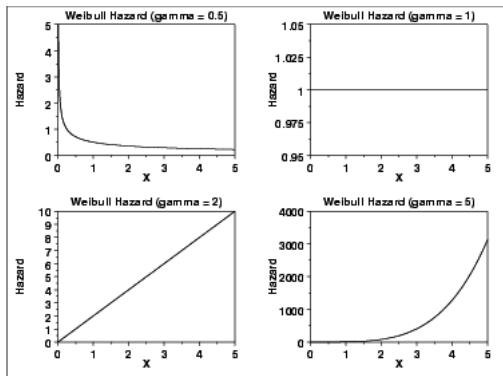 Weibull Hazard (gamma = 0.5)
5
4
3
2
1
0
Hazard
0 1 2 3 4 5
X
Weibull Hazard (gamma = 1)
1.05
1.025
1
0.975
0.95
Hazard
0 1 2 3 4 5
X
Weibull Hazard (gamma = 2)
10
9
8
7
6
5
4
3
2
1
0
Hazard
0 1 2 3 4 5
X
Weibull Hazard (gamma = 5)
4000
3000
2000
1000
0
Hazard
0 1 2 3 4 5
X